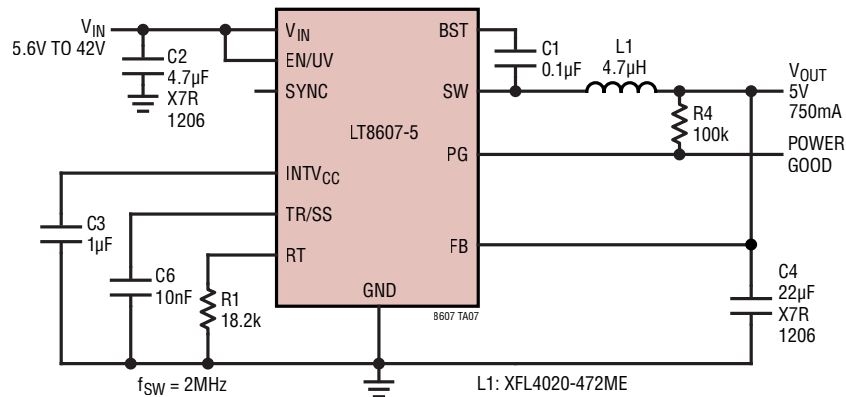 VIN
5.6V TO 42V
C2
4.7µF
X7R
1206
VIN
EN/UV
SYNC
INTVCC
TR/SS
RT
GND
LT8607-5
BST
SW
PG
FB
8607 TA07
C1
0.1µF
L1
4.7µH
R4
100k
VOUT
5V
750mA
POWER
GOOD
C3
1µF
C6
10nF
R1
18.2k
C4
22µF
X7R
1206
fSW = 2MHz
L1: XFL4020-472ME